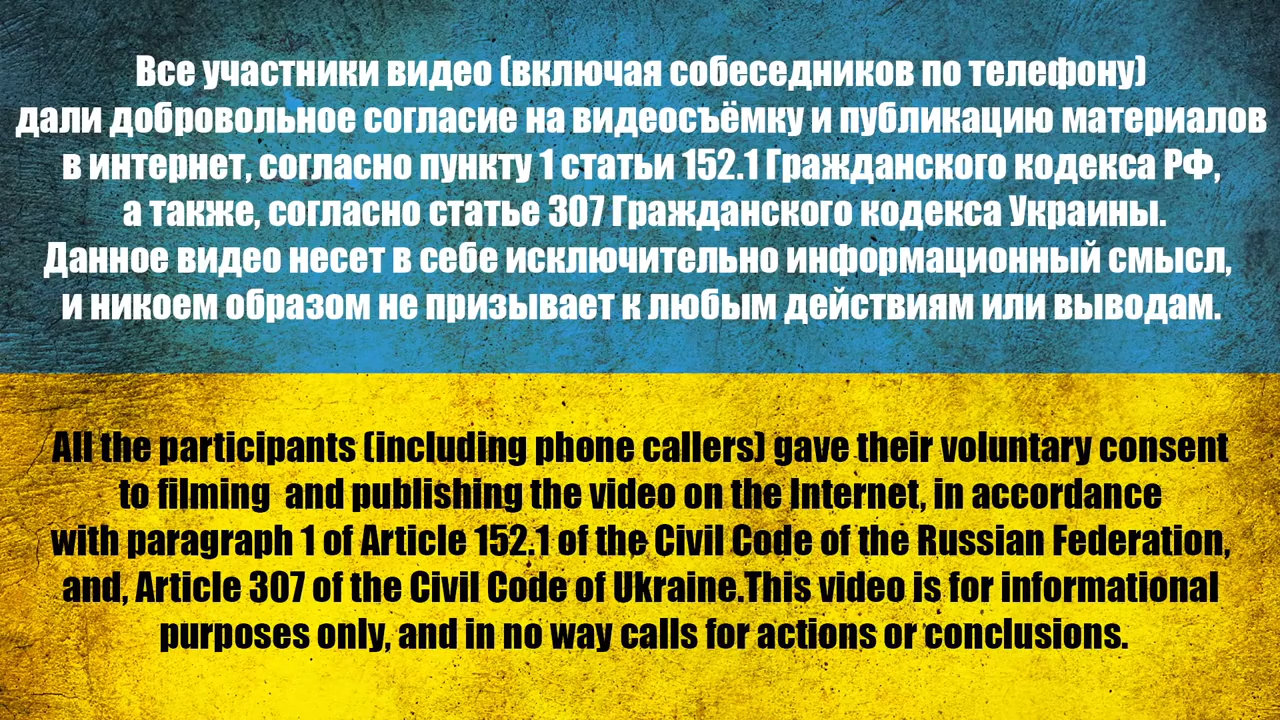 Все участники видео (включая собеседников по телефону)
дали добровольное согласие на видеосъёмку и публикацию материалов
в интернет, согласно пункту 1 статьи 152.1 Гражданского кодекса РФ,
а также, согласно статье 307 Гражданского кодекса Украины.
Данное видео несет в себе исключительно информационный смысл,
и никоем образом не призывает к любым действиям или выводам.
All the participants (including phone callers) gave their voluntary consent
to filming  and publishing the video on the Internet, in accordance
with paragraph 1 of Article 152.1 of the Civil Code of the Russian Federation,
and, Article 307 of the Civil Code of Ukraine.This video is for informational
purposes only, and in no way calls for actions or conclusions.